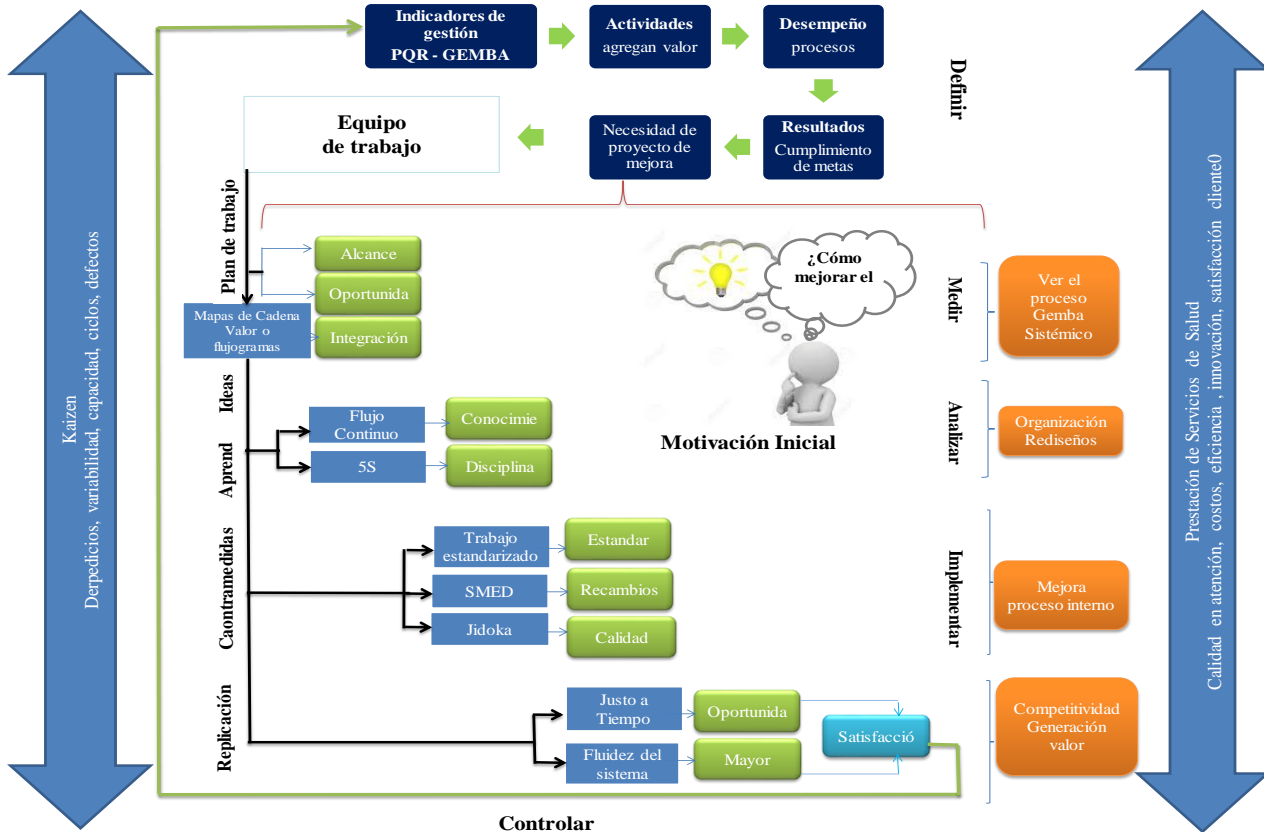 Indicadores de
gestión
PQR - GEMBA
Actividades
agregan valor
Desempeño
procesos
Definir
Equipo
de trabajo
Necesidad de
proyecto de
mejora
Resultados
Cumplimiento
de metas
Kaizen
Derpedicios, variabilidad, capacidad, ciclos, defectos
Prestación de Servicios de Salud
Calidad en atención, costos, eficiencia , innovación, satisfacción cliente0
Plan de trabajo
Alcance
Oportunida
Mapas de Cadena
Valor o
flujogramas
Integración
¿Cómo
mejorar el
Motivación Inicial
Medir
Ver el
proceso
Gemba
Sistémico
Ideas
Aprend
Flujo
Continuo
Conocimie
5S
Disciplina
Analizar
Organización
Rediseños
Caontramedidas
Trabajo
estandarizado
Estandar
SMED
Recambios
Jidoka
Calidad
Implementar
Mejora
proceso interno
Replicación
Justo a
Tiempo
Oportunida
Fluidez del
sistema
Mayor
Satisfacció
Competitividad
Generación
valor
Controlar